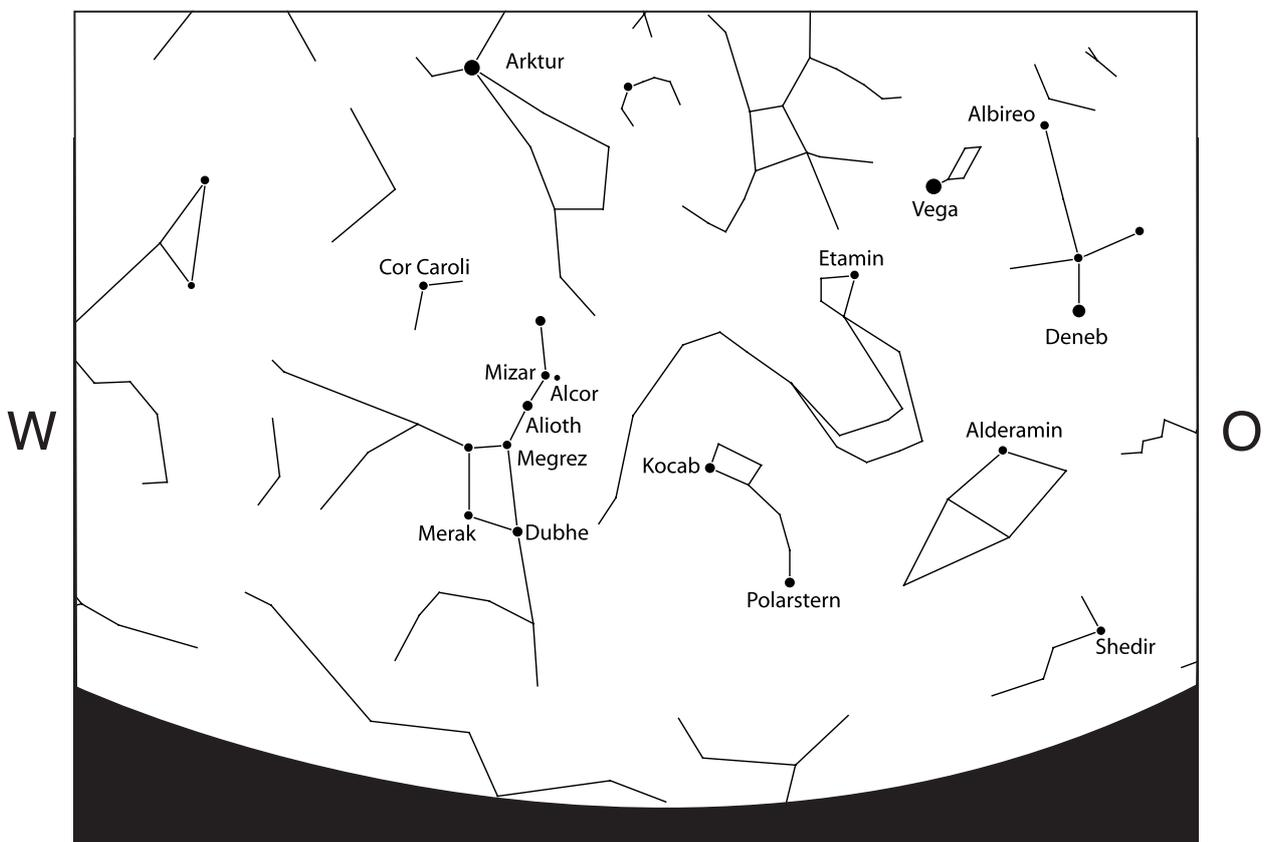 Arktur
Albireo
Vega
Cor Caroli
Etamin
Deneb
Mizar
Alcor
Alioth
W
O
Alderamin
Megrez
Kocab
Merak
Dubhe
Polarstern
Shedir